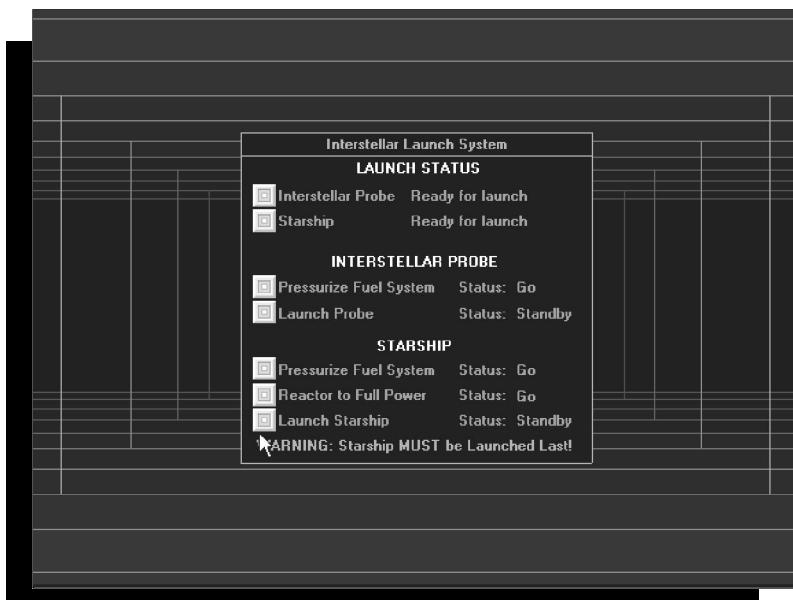 Interstellar Launch System
LAUNCH STATUS
Interstellar Probe Ready for launch
Starship Ready for launch
INTERSTELLAR PROBE
Pressurize Fuel System Status: Go
Launch Probe Status: Standby
STARSHIP
Pressurize Fuel System Status: Go
Reactor to Full Power Status: Go
Launch Starship Status: Standby
WARNING: Starship MUST be Launched Last!